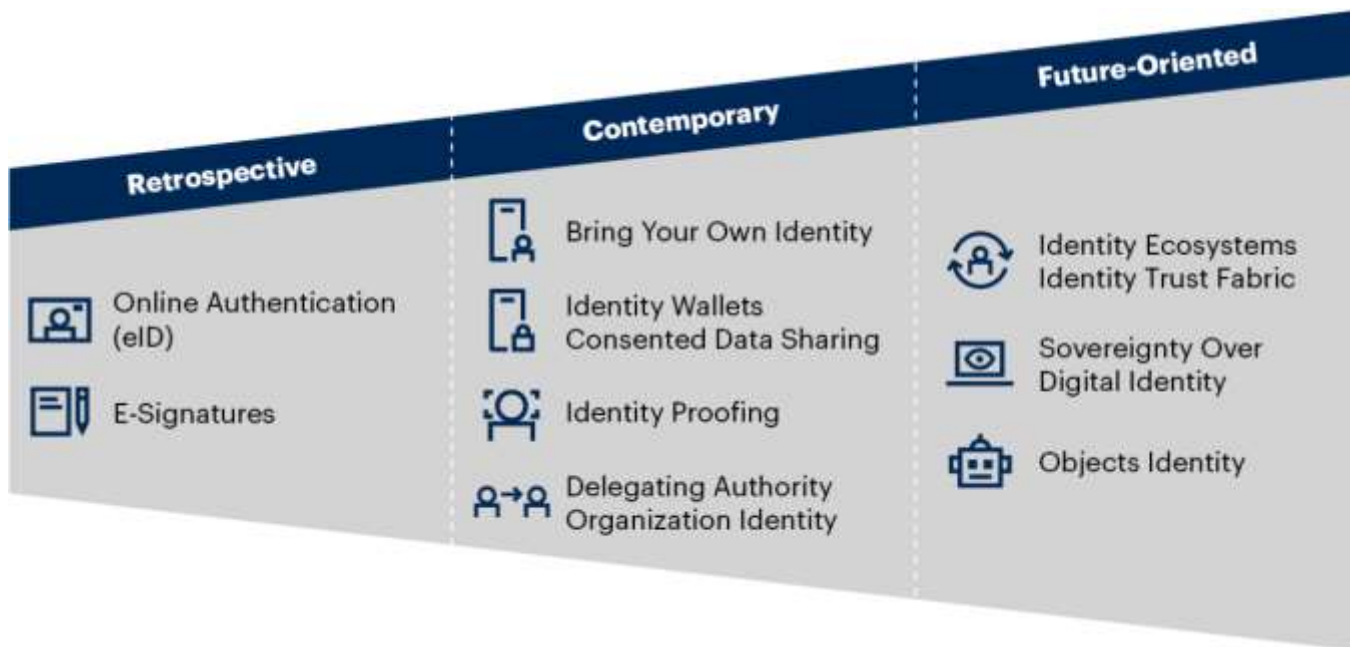 Retrospective
Online Authentication
(eID)
E-Signatures
Contemporary
Bring Your Own Identity
Identity Wallets
Consented Data Sharing
Identity Proofing
Delegating Authority
Organization Identity
Future-Oriented
Identity Ecosystems
Identity Trust Fabric
Sovereignty Over
Digital Identity
Objects Identity